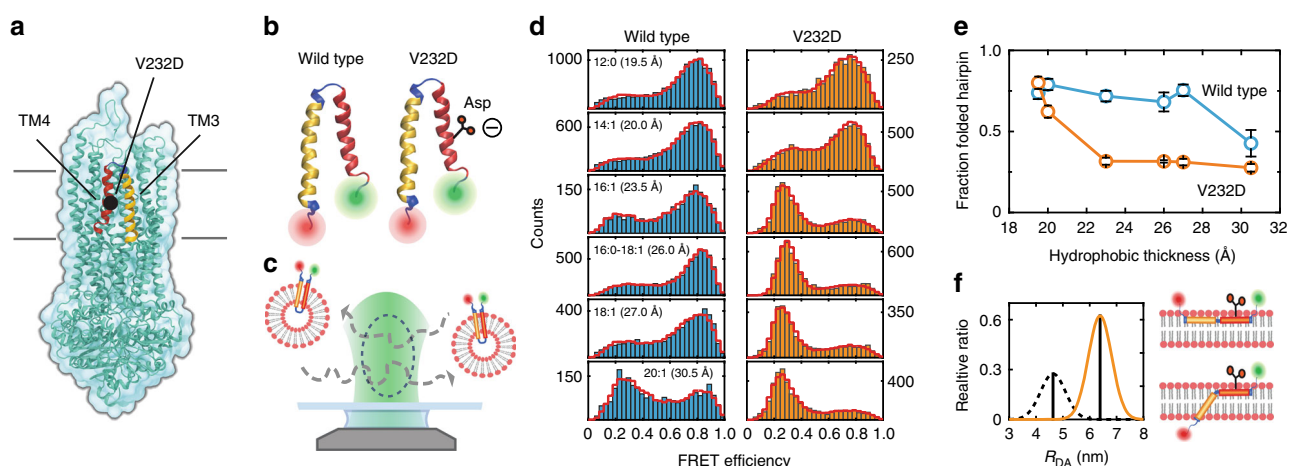 a
V232D
TM4
TM3
b
Wild type
V232D
Asp
−
c
d
Wild type
V232D
Counts
1000
12:0 (19.5 Å)
250
600
14:1 (20.0 Å)
500
150
16:1 (23.5 Å)
500
500
16:0-18:1 (26.0 Å)
600
400
18:1 (27.0 Å)
350
150
20:1 (30.5 Å)
400
0 0.2 0.4 0.6 0.8 1.0
0 0.2 0.4 0.6 0.8 1.0
FRET efficiency
e
Fraction folded hairpin
1.0
0.5
0
Wild type
V232D
18 20 22 24 26 28 30 32
Hydrophobic thickness (Å)
f
Realtive ratio
0.6
0.3
0
3 4 5 6 7 8
RDA (nm)